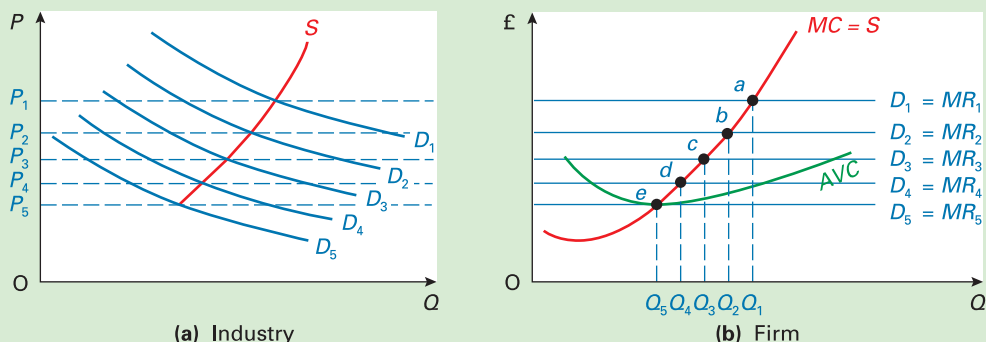 P
S
P₁
P₂
P₃
P₄
P₅
D₁
D₂
D₃
D₄
D₅
O
Q
(a) Industry
£
MC = S
a
b
c
d
e
AVC
D₁ = MR₁
D₂ = MR₂
D₃ = MR₃
D₄ = MR₄
D₅ = MR₅
O
Q₅ Q₄ Q₃ Q₂ Q₁
Q
(b) Firm